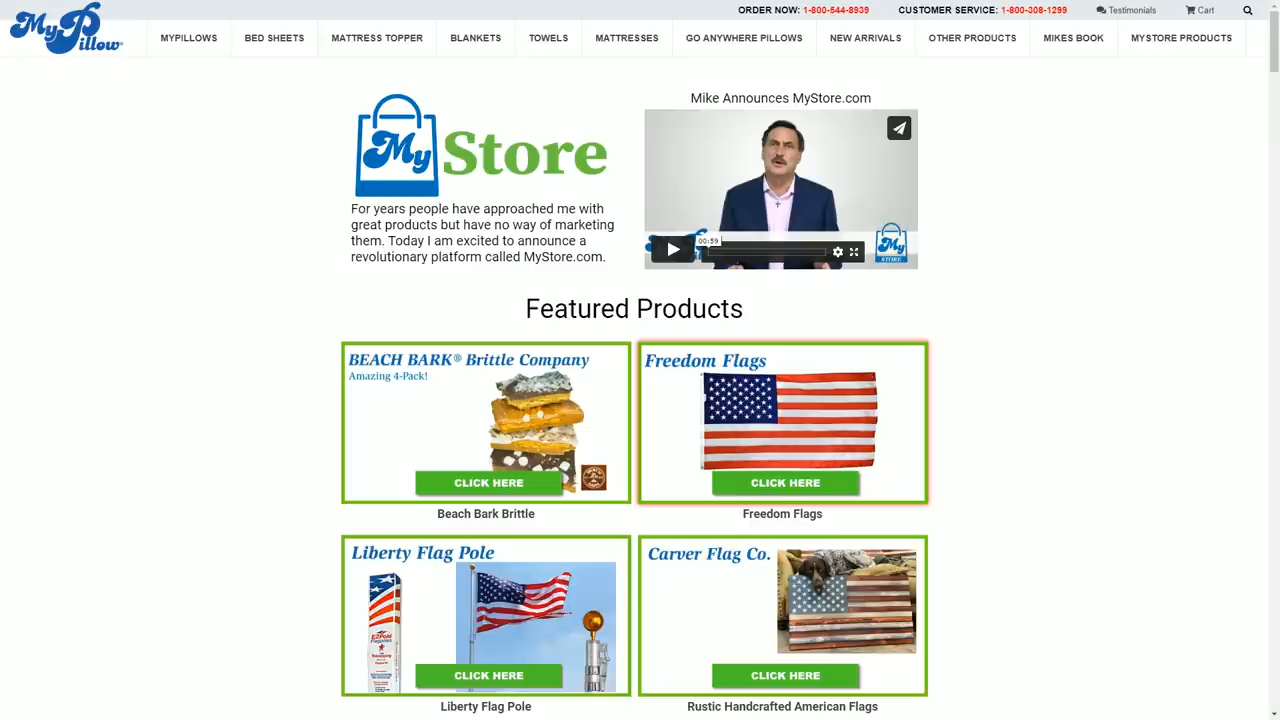 ORDER NOW: 1-800-544-8939 CUSTOMER SERVICE: 1-800-308-1299 Testimonials Cart
My Pillow®
MYPILLOWS BED SHEETS MATTRESS TOPPER BLANKETS TOWELS MATTRESSES GO ANYWHERE PILLOWS NEW ARRIVALS OTHER PRODUCTS MIKES BOOK MYSTORE PRODUCTS
My Store
For years people have approached me with
great products but have no way of marketing
them. Today I am excited to announce a
revolutionary platform called MyStore.com.
Mike Announces MyStore.com
00:59
My
STORE
Featured Products
BEACH BARK® Brittle Company
Amazing 4-Pack!
CLICK HERE
Beach Bark Brittle
Freedom Flags
CLICK HERE
Freedom Flags
Liberty Flag Pole
EZPole
CLICK HERE
Liberty Flag Pole
Carver Flag Co.
CLICK HERE
Rustic Handcrafted American Flags